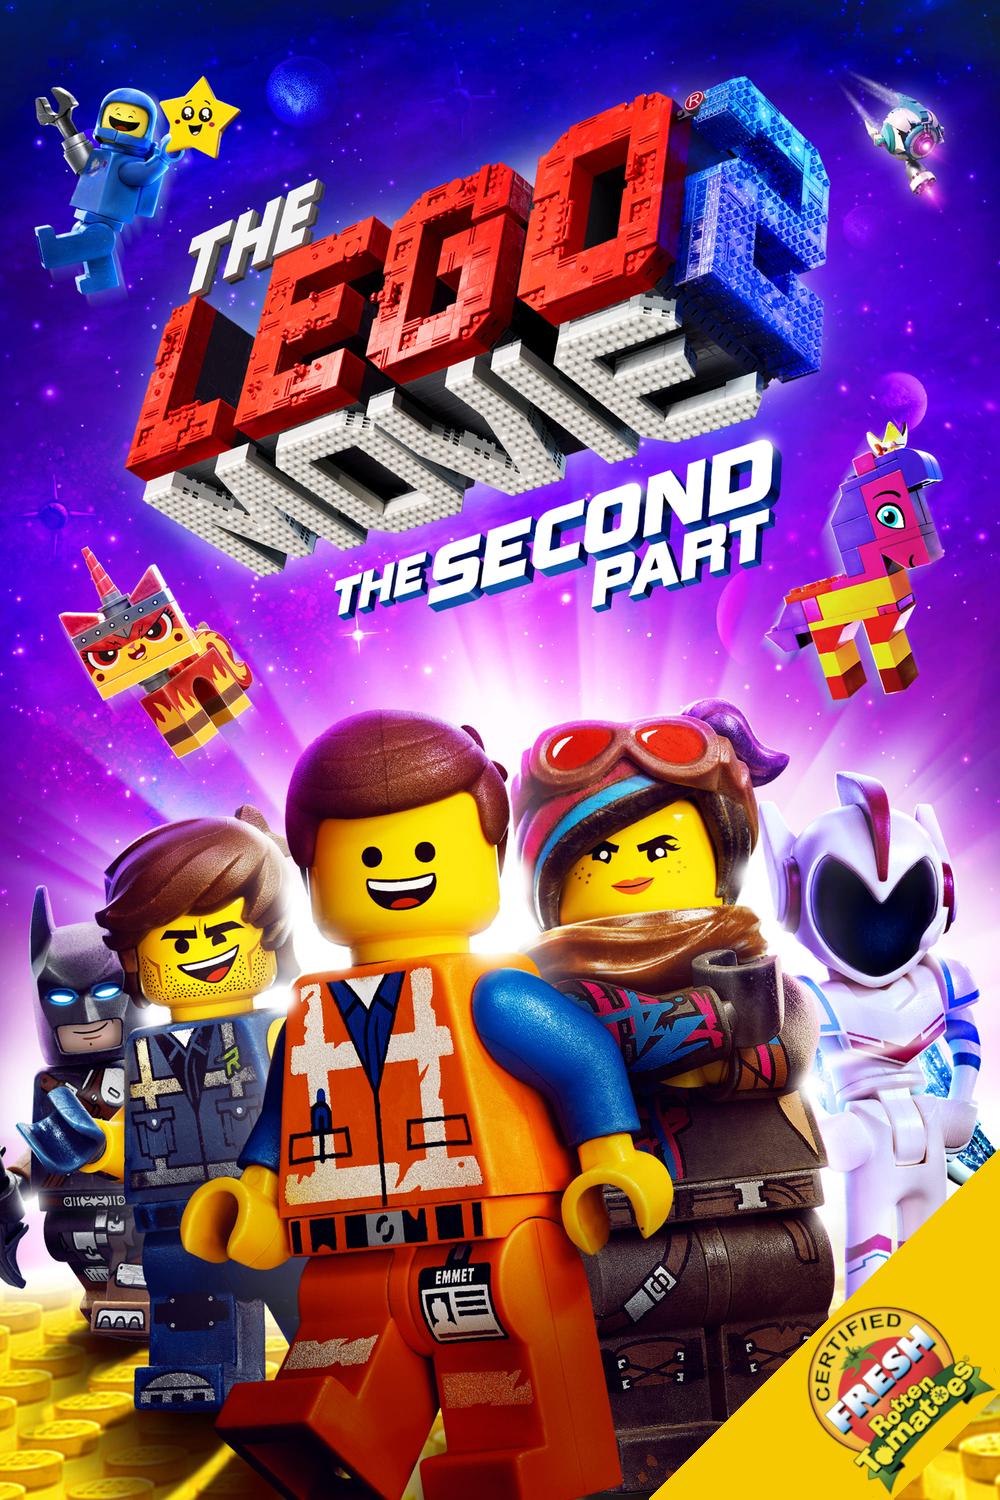 THE
LEGO® 2
MOVIE
THE SECOND
PART
R
EMMET
CERTIFIED
FRESH
Rotten
Tomatoes®